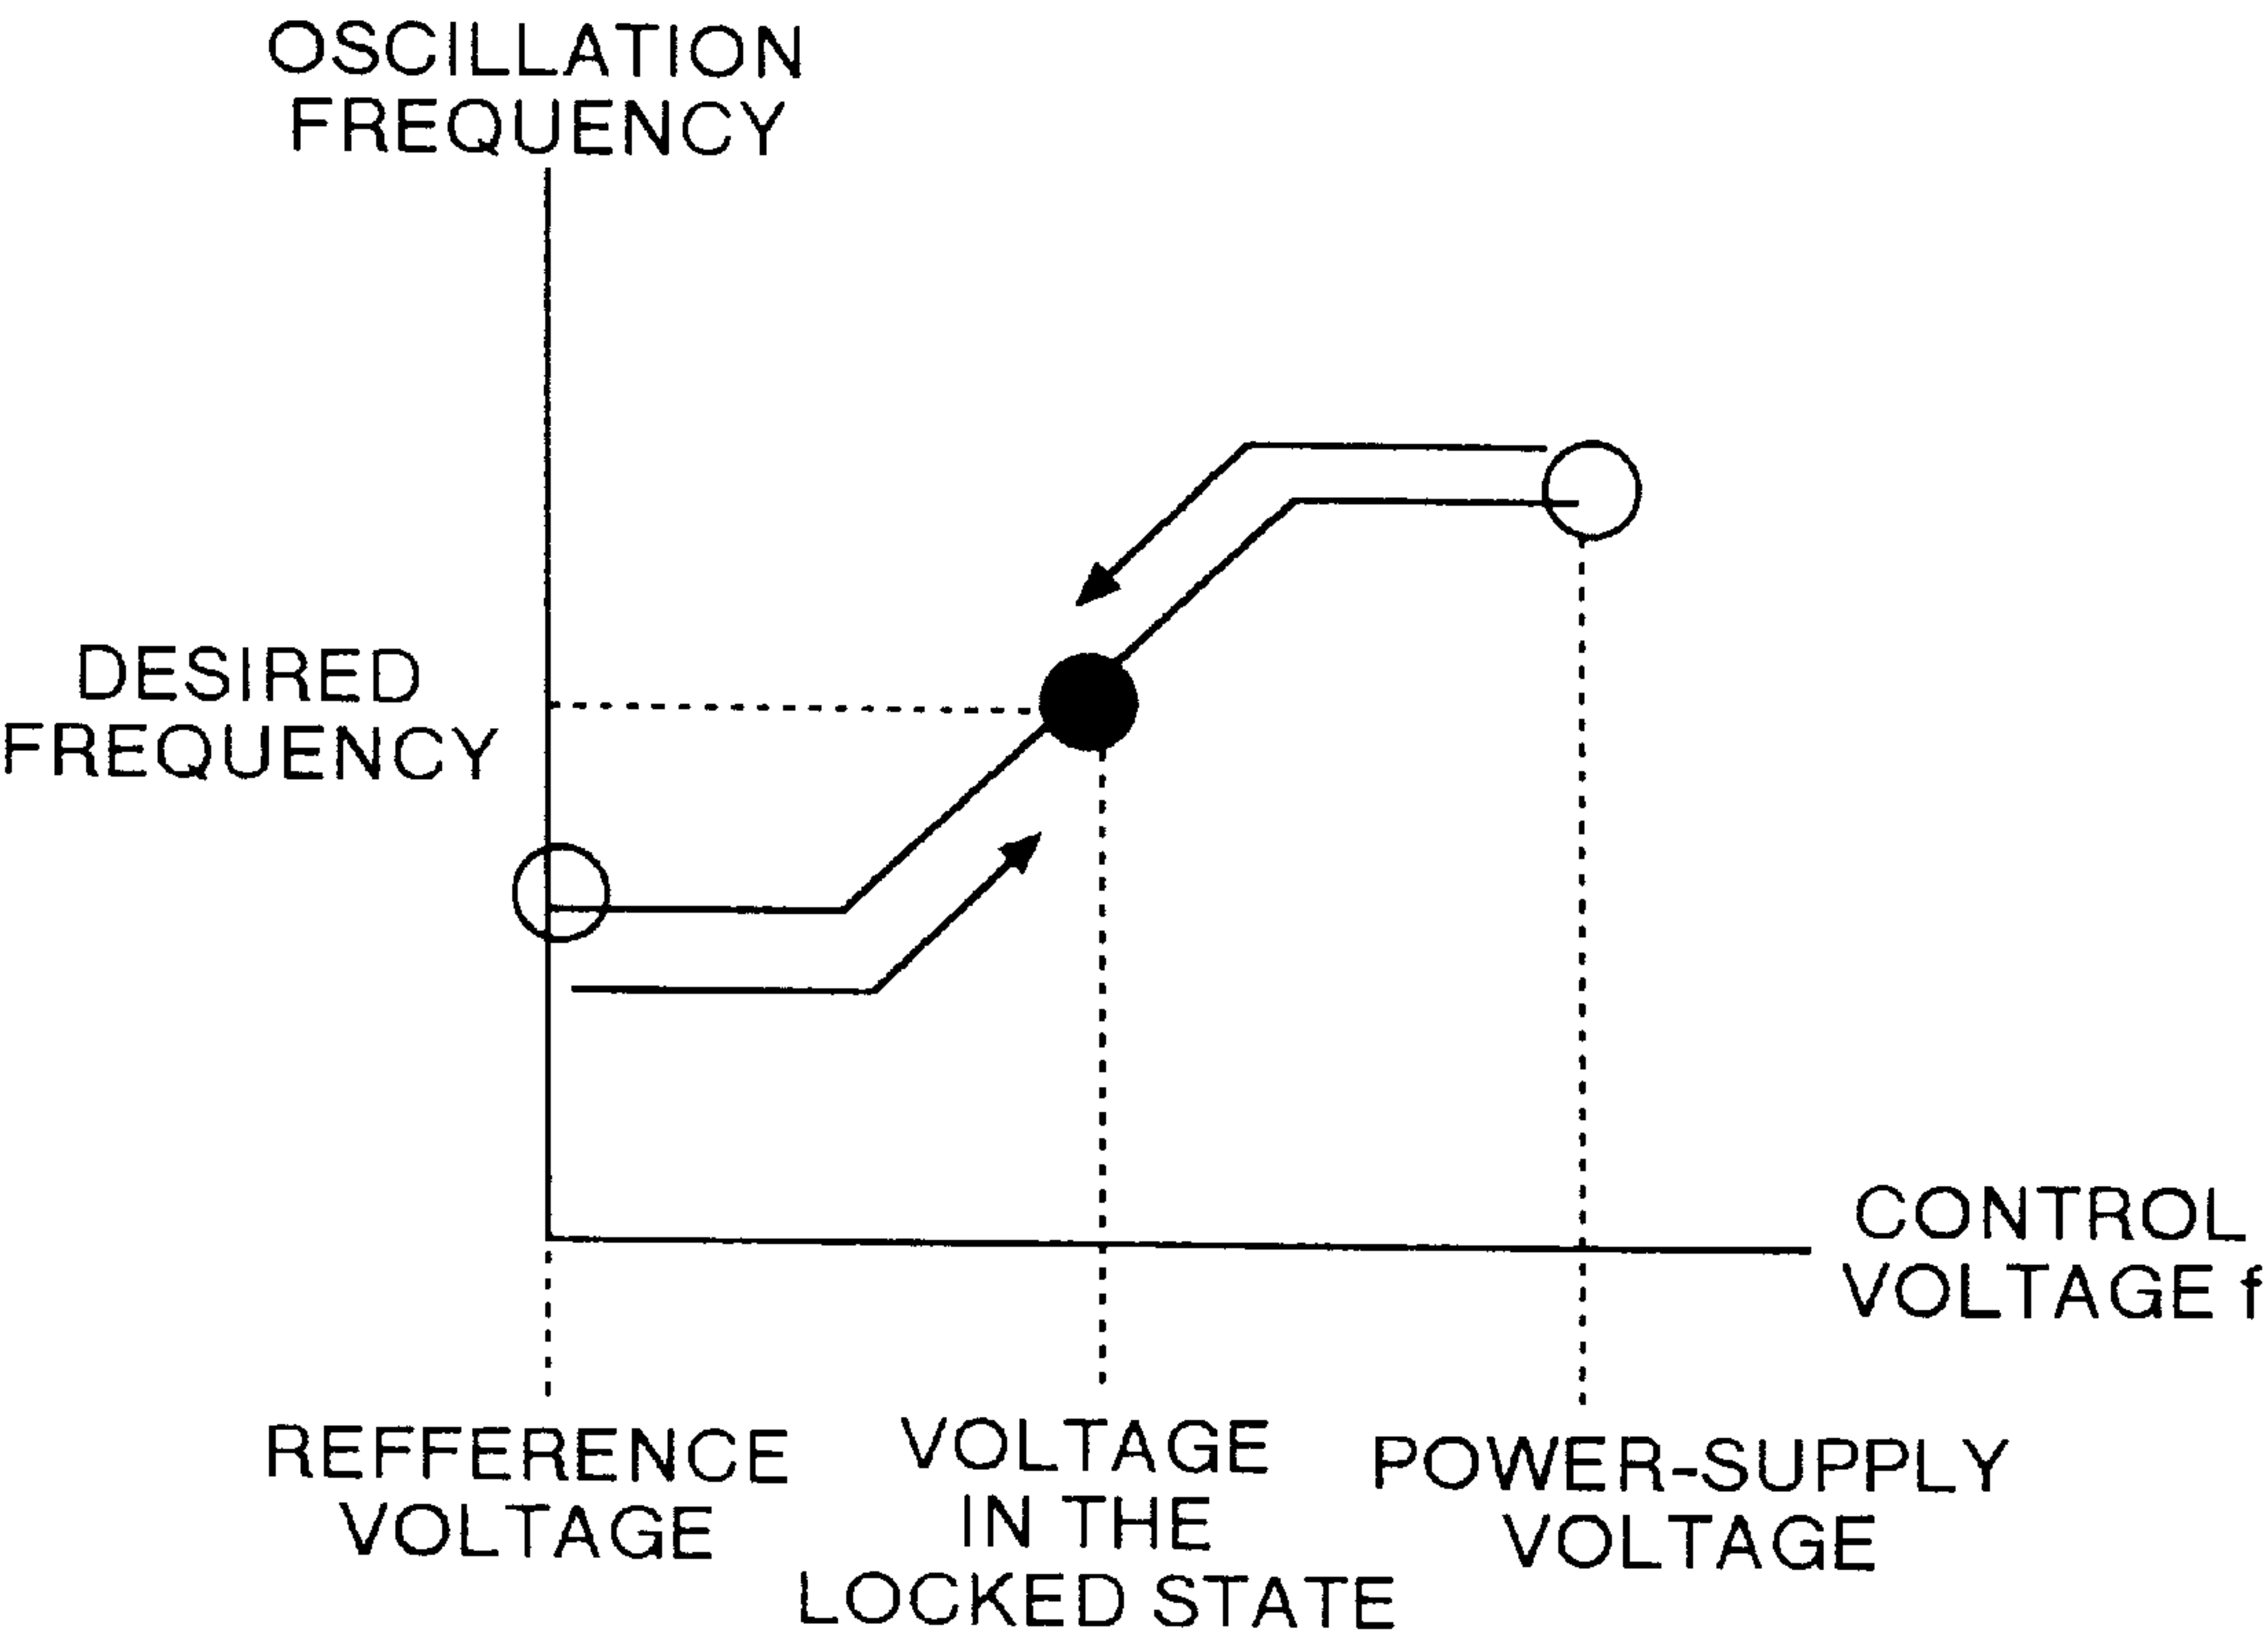 OSCILLATION
FREQUENCY
DESIRED
FREQUENCY
CONTROL
VOLTAGE f
REFFERENCE
VOLTAGE
VOLTAGE
IN THE
LOCKED STATE
POWER-SUPPLY
VOLTAGE